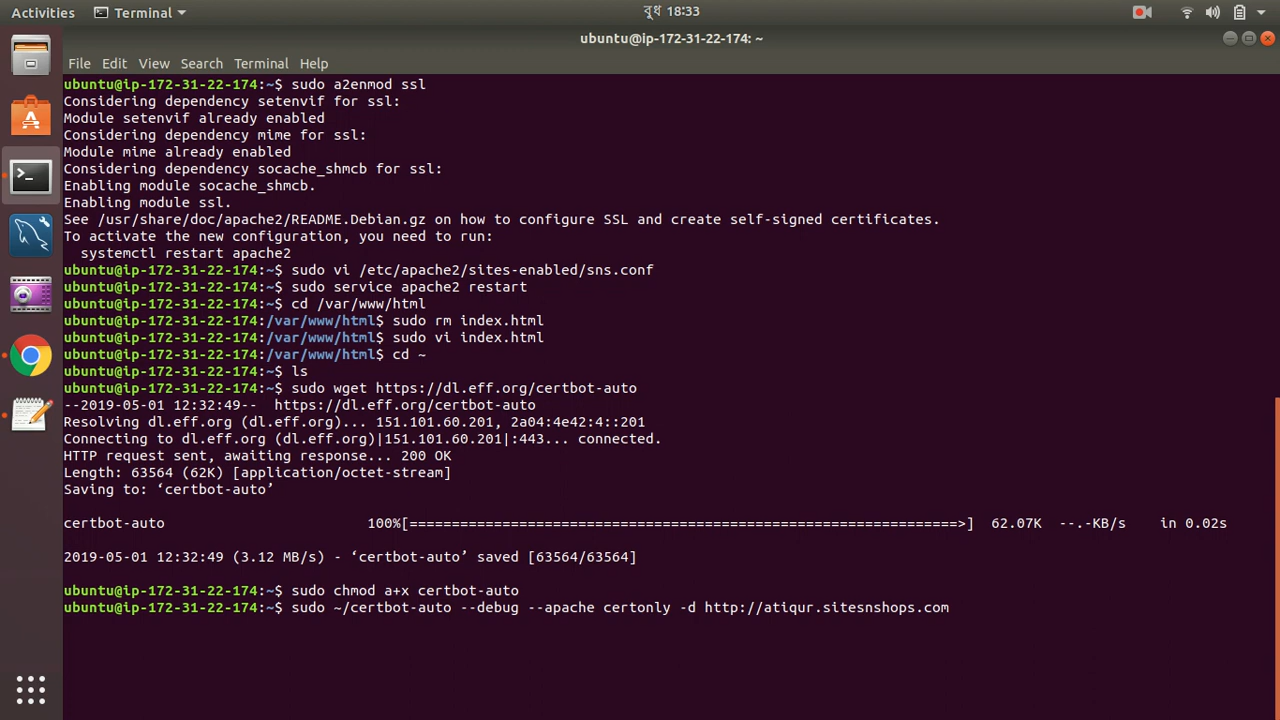 Activities Terminal বুধ 18:33
ubuntu@ip-172-31-22-174: ~
File Edit View Search Terminal Help
ubuntu@ip-172-31-22-174:~$ sudo a2enmod ssl
Considering dependency setenvif for ssl:
Module setenvif already enabled
Considering dependency mime for ssl:
Module mime already enabled
Considering dependency socache_shmcb for ssl:
Enabling module socache_shmcb.
Enabling module ssl.
See /usr/share/doc/apache2/README.Debian.gz on how to configure SSL and create self-signed certificates.
To activate the new configuration, you need to run:
  systemctl restart apache2
ubuntu@ip-172-31-22-174:~$ sudo vi /etc/apache2/sites-enabled/sns.conf
ubuntu@ip-172-31-22-174:~$ sudo service apache2 restart
ubuntu@ip-172-31-22-174:~$ cd /var/www/html
ubuntu@ip-172-31-22-174:/var/www/html$ sudo rm index.html
ubuntu@ip-172-31-22-174:/var/www/html$ sudo vi index.html
ubuntu@ip-172-31-22-174:/var/www/html$ cd ~
ubuntu@ip-172-31-22-174:~$ ls
ubuntu@ip-172-31-22-174:~$ sudo wget https://dl.eff.org/certbot-auto
--2019-05-01 12:32:49--  https://dl.eff.org/certbot-auto
Resolving dl.eff.org (dl.eff.org)... 151.101.60.201, 2a04:4e42:4::201
Connecting to dl.eff.org (dl.eff.org)|151.101.60.201|:443... connected.
HTTP request sent, awaiting response... 200 OK
Length: 63564 (62K) [application/octet-stream]
Saving to: ‘certbot-auto’
certbot-auto 100%[=================================================================>] 62.07K --.-KB/s in 0.02s
2019-05-01 12:32:49 (3.12 MB/s) - ‘certbot-auto’ saved [63564/63564]
ubuntu@ip-172-31-22-174:~$ sudo chmod a+x certbot-auto
ubuntu@ip-172-31-22-174:~$ sudo ~/certbot-auto --debug --apache certonly -d http://atiqur.sitesnshops.com